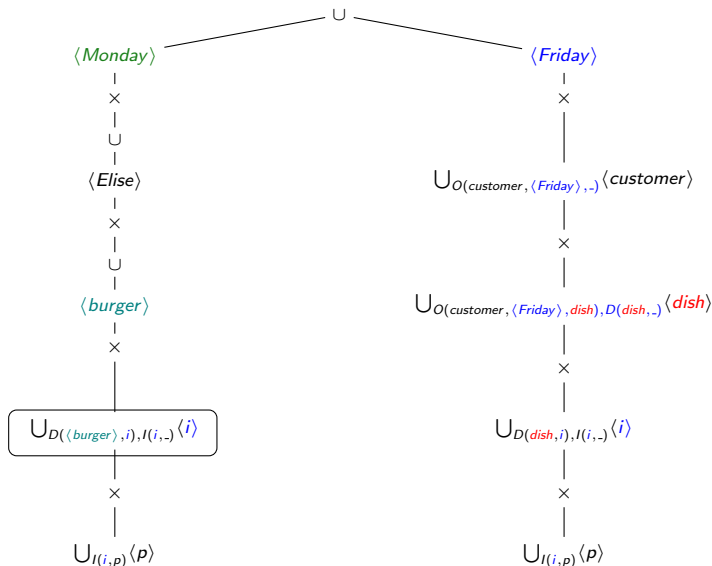 ∪
⟨Monday⟩ ⟨Friday⟩
× ×
∪
⟨Elise⟩ ⋃O(customer,⟨Friday⟩,_)⟨customer⟩
× ×
∪
⟨burger⟩ ⋃O(customer,⟨Friday⟩,dish),D(dish,_)⟨dish⟩
× ×
⋃D(⟨burger⟩,i),I(i,_)⟨i⟩ ⋃D(dish,i),I(i,_)⟨i⟩
× ×
⋃I(i,p)⟨p⟩ ⋃I(i,p)⟨p⟩